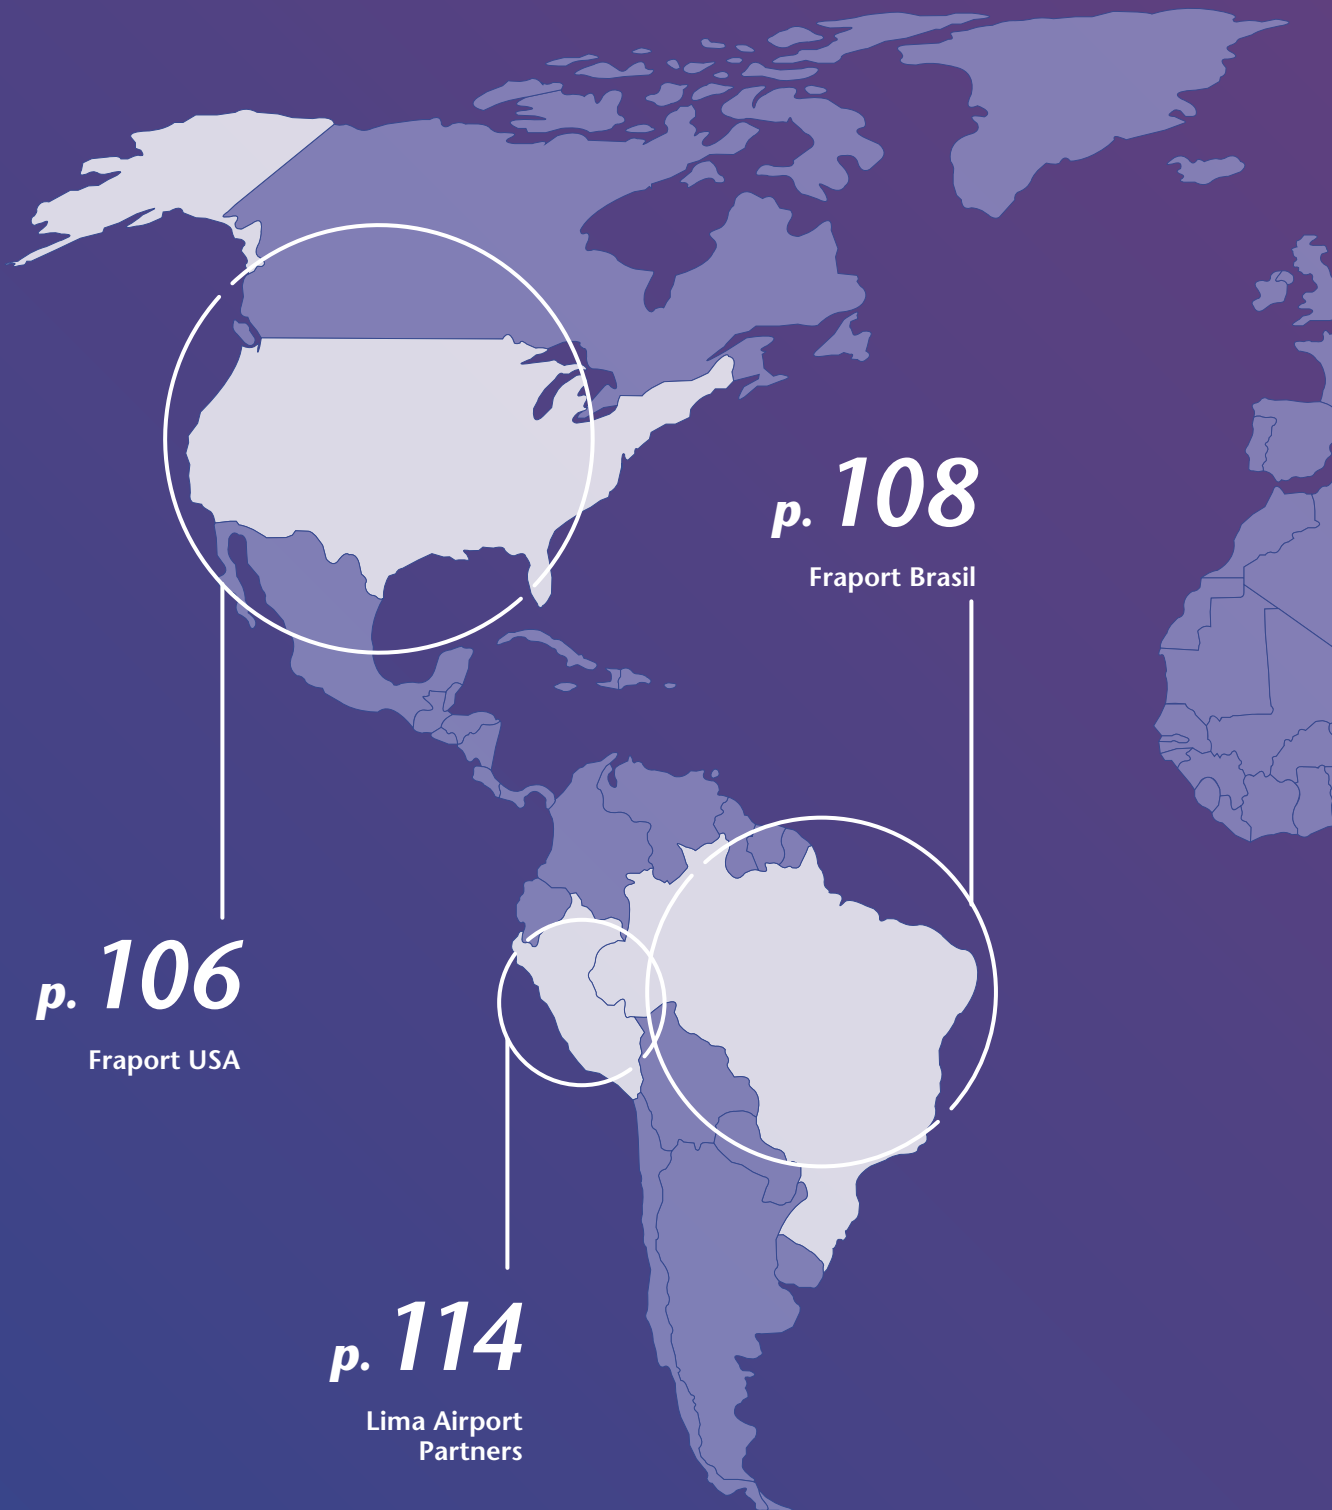 p. 108
Fraport Brasil
p. 106
Fraport USA
p. 114
Lima Airport
Partners